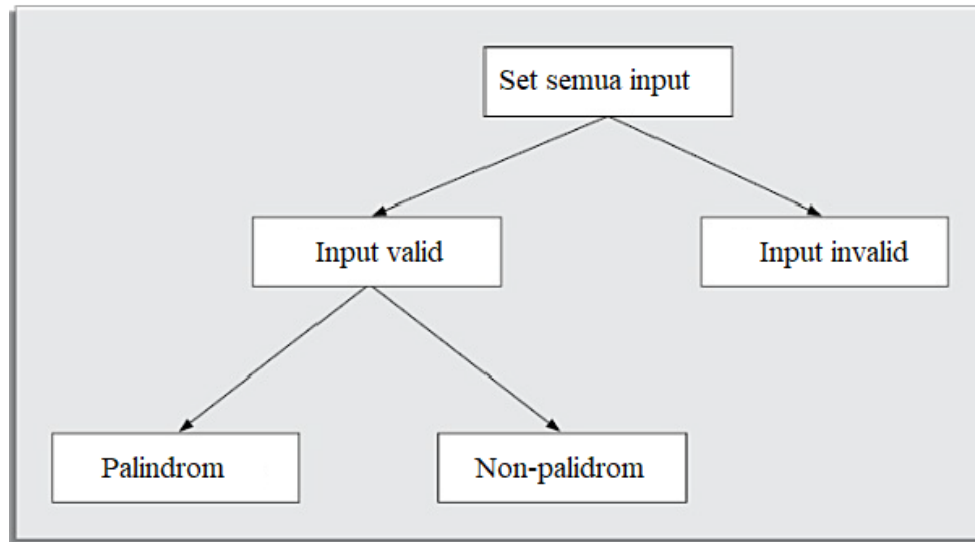 Set semua input
Input valid
Input invalid
Palindrom
Non-palidrom